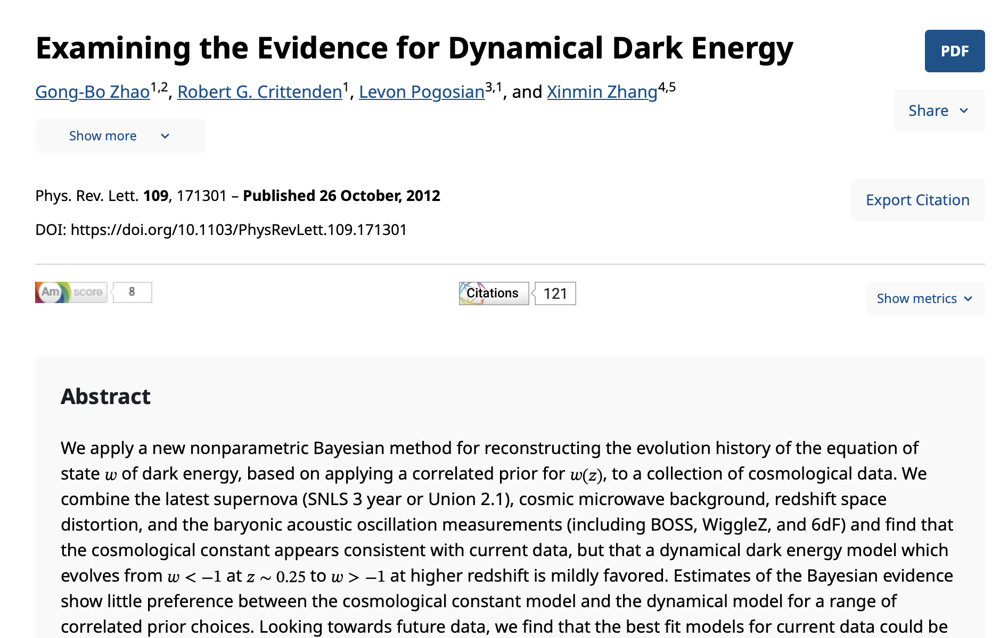 Examining the Evidence for Dynamical Dark Energy
PDF
Gong-Bo Zhao1,2, Robert G. Crittenden1, Levon Pogosian3,1, and Xinmin Zhang4,5
Share
Show more
Phys. Rev. Lett. 109, 171301 – Published 26 October, 2012
Export Citation
DOI: https://doi.org/10.1103/PhysRevLett.109.171301
Am score 8
Citations 121
Show metrics
Abstract
We apply a new nonparametric Bayesian method for reconstructing the evolution history of the equation of
state w of dark energy, based on applying a correlated prior for w(z), to a collection of cosmological data. We
combine the latest supernova (SNLS 3 year or Union 2.1), cosmic microwave background, redshift space
distortion, and the baryonic acoustic oscillation measurements (including BOSS, WiggleZ, and 6dF) and find that
the cosmological constant appears consistent with current data, but that a dynamical dark energy model which
evolves from w < −1 at z ∼ 0.25 to w > −1 at higher redshift is mildly favored. Estimates of the Bayesian evidence
show little preference between the cosmological constant model and the dynamical model for a range of
correlated prior choices. Looking towards future data, we find that the best fit models for current data could be